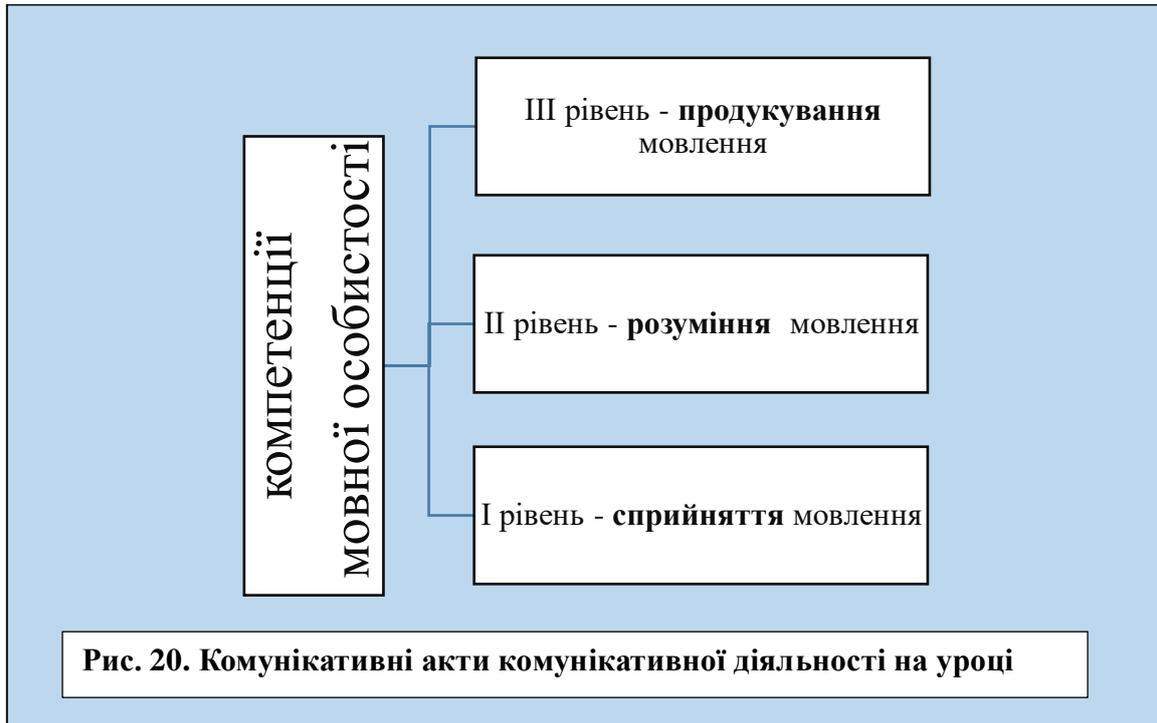 компетенції
мовної особистості
ІІІ рівень - продукування
мовлення
ІІ рівень - розуміння мовлення
І рівень - сприйняття мовлення
Рис. 20. Комунікативні акти комунікативної діяльності на уроці